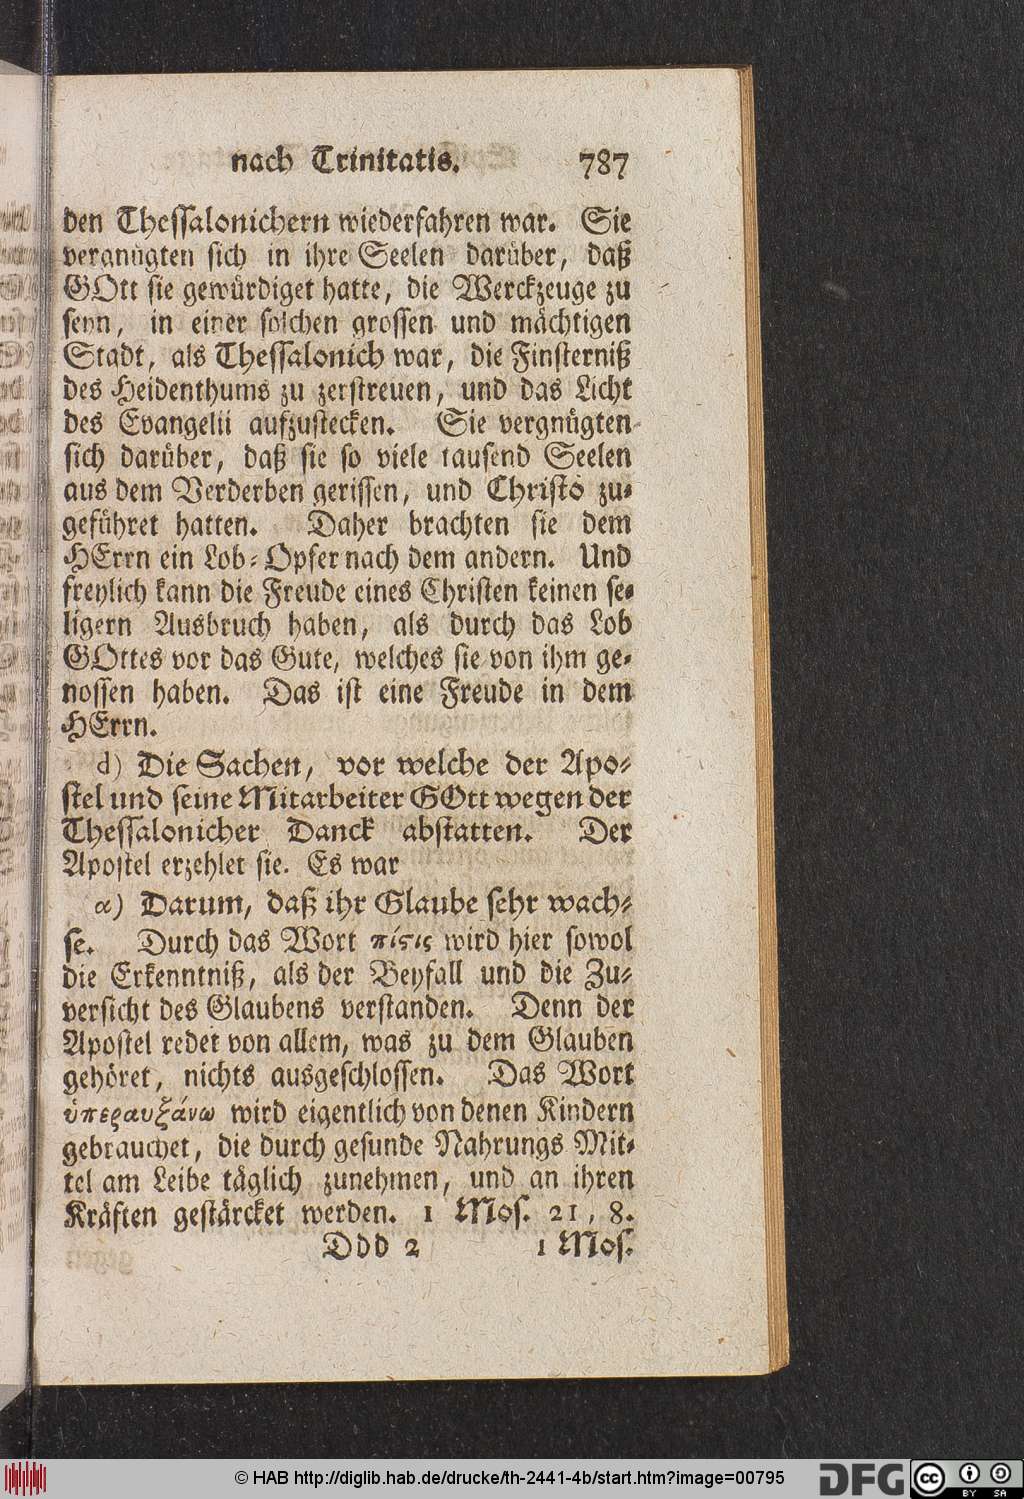 nach Trinitatis. 787
den Thessalonichern wiederfahren war. Sie
vergnügten sich in ihre Seelen darüber, daß
GOtt sie gewürdiget hatte, die Werckzeuge zu
seyn, in einer solchen grossen und mächtigen
Stadt, als Thessalonich war, die Finsterniß
des Heidenthums zu zerstreuen, und das Licht
des Evangelii aufzustecken. Sie vergnügten
sich darüber, daß sie so viele tausend Seelen
aus dem Verderben gerissen, und Christo zu-
geführet hatten. Daher brachten sie dem
HErrn ein Lob-Opfer nach dem andern. Und
freylich kann die Freude eines Christen keinen se-
ligern Ausbruch haben, als durch das Lob
GOttes vor das Gute, welches sie von ihm ge-
nossen haben. Das ist eine Freude in dem
HErrn.
d) Die Sachen, vor welche der Apo-
stel und seine Mitarbeiter GOtt wegen der
Thessalonicher Danck abstatten. Der
Apostel erzehlet sie. Es war
α) Darum, daß ihr Glaube sehr wach-
se. Durch das Wort πίςις wird hier sowol
die Erkenntniß, als der Beyfall und die Zu-
versicht des Glaubens verstanden. Denn der
Apostel redet von allem, was zu dem Glauben
gehöret, nichts ausgeschlossen. Das Wort
ὑπεραυξάνω wird eigentlich von denen Kindern
gebrauchet, die durch gesunde Nahrungs Mit-
tel am Leibe täglich zunehmen, und an ihren
Kräften gestärcket werden. 1 Mos. 21, 8.
Ddd 2 1 Mos.
© HAB http://diglib.hab.de/drucke/th-2441-4b/start.htm?image=00795 DFG cc BY SA